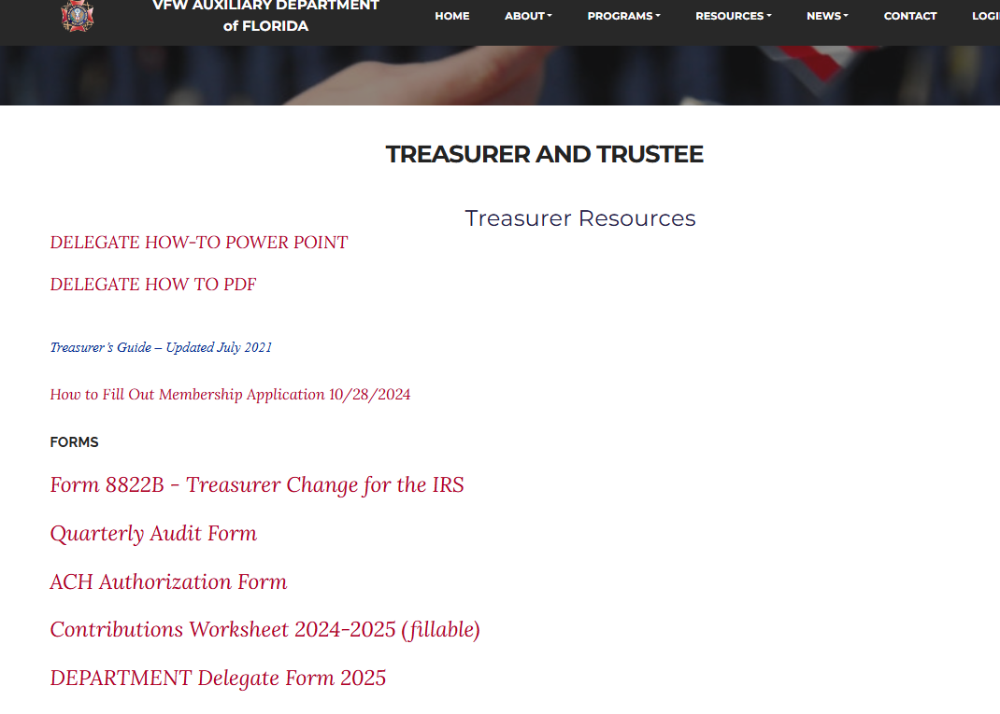 VFW AUXILIARY DEPARTMENT
of FLORIDA
HOME ABOUT PROGRAMS RESOURCES NEWS CONTACT
TREASURER AND TRUSTEE
Treasurer Resources
DELEGATE HOW-TO POWER POINT
DELEGATE HOW TO PDF
Treasurer's Guide – Updated July 2021
How to Fill Out Membership Application 10/28/2024
FORMS
Form 8822B - Treasurer Change for the IRS
Quarterly Audit Form
ACH Authorization Form
Contributions Worksheet 2024-2025 (fillable)
DEPARTMENT Delegate Form 2025